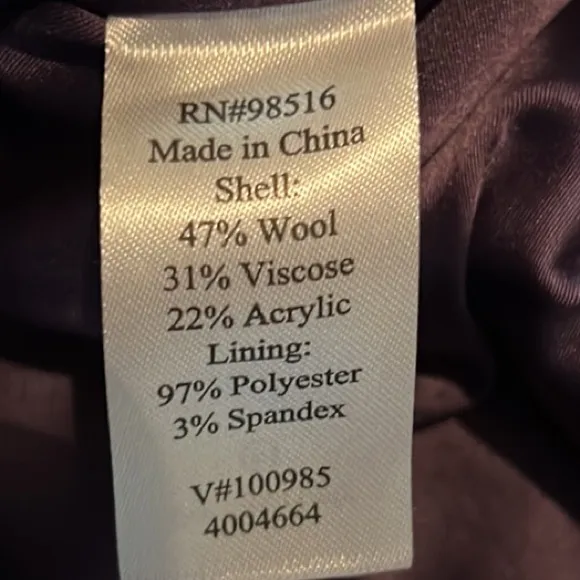 RN#98516
Made in China
Shell:
47% Wool
31% Viscose
22% Acrylic
Lining:
97% Polyester
3% Spandex
V#100985
4004664